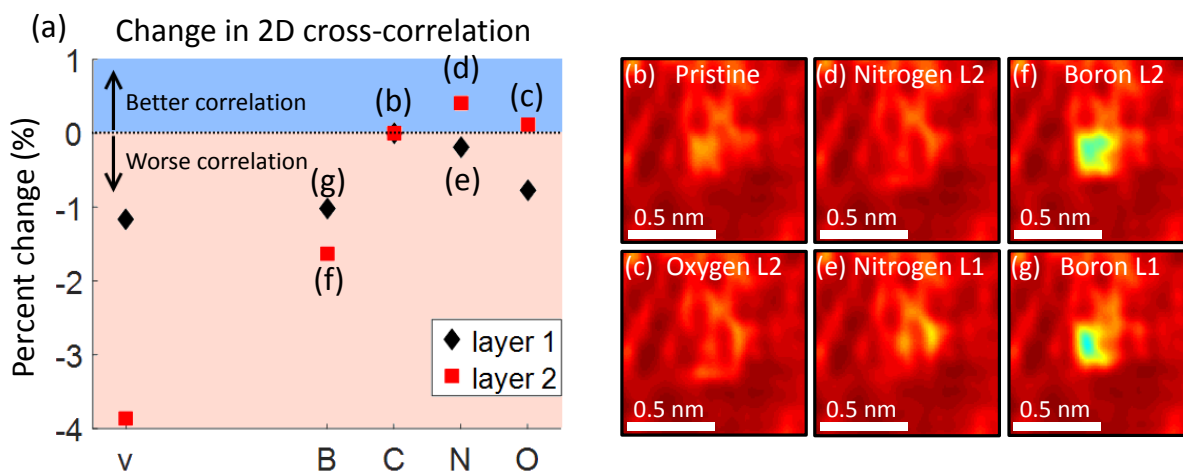 (a) Change in 2D cross-correlation
Percent change (%)
1
0
-1
-2
-3
-4
Better correlation
Worse correlation
(b)
(d)
(c)
(g)
(e)
(f)
layer 1
layer 2
v B C N O
(b) Pristine
(d) Nitrogen L2
(f) Boron L2
0.5 nm
0.5 nm
0.5 nm
(c) Oxygen L2
(e) Nitrogen L1
(g) Boron L1
0.5 nm
0.5 nm
0.5 nm